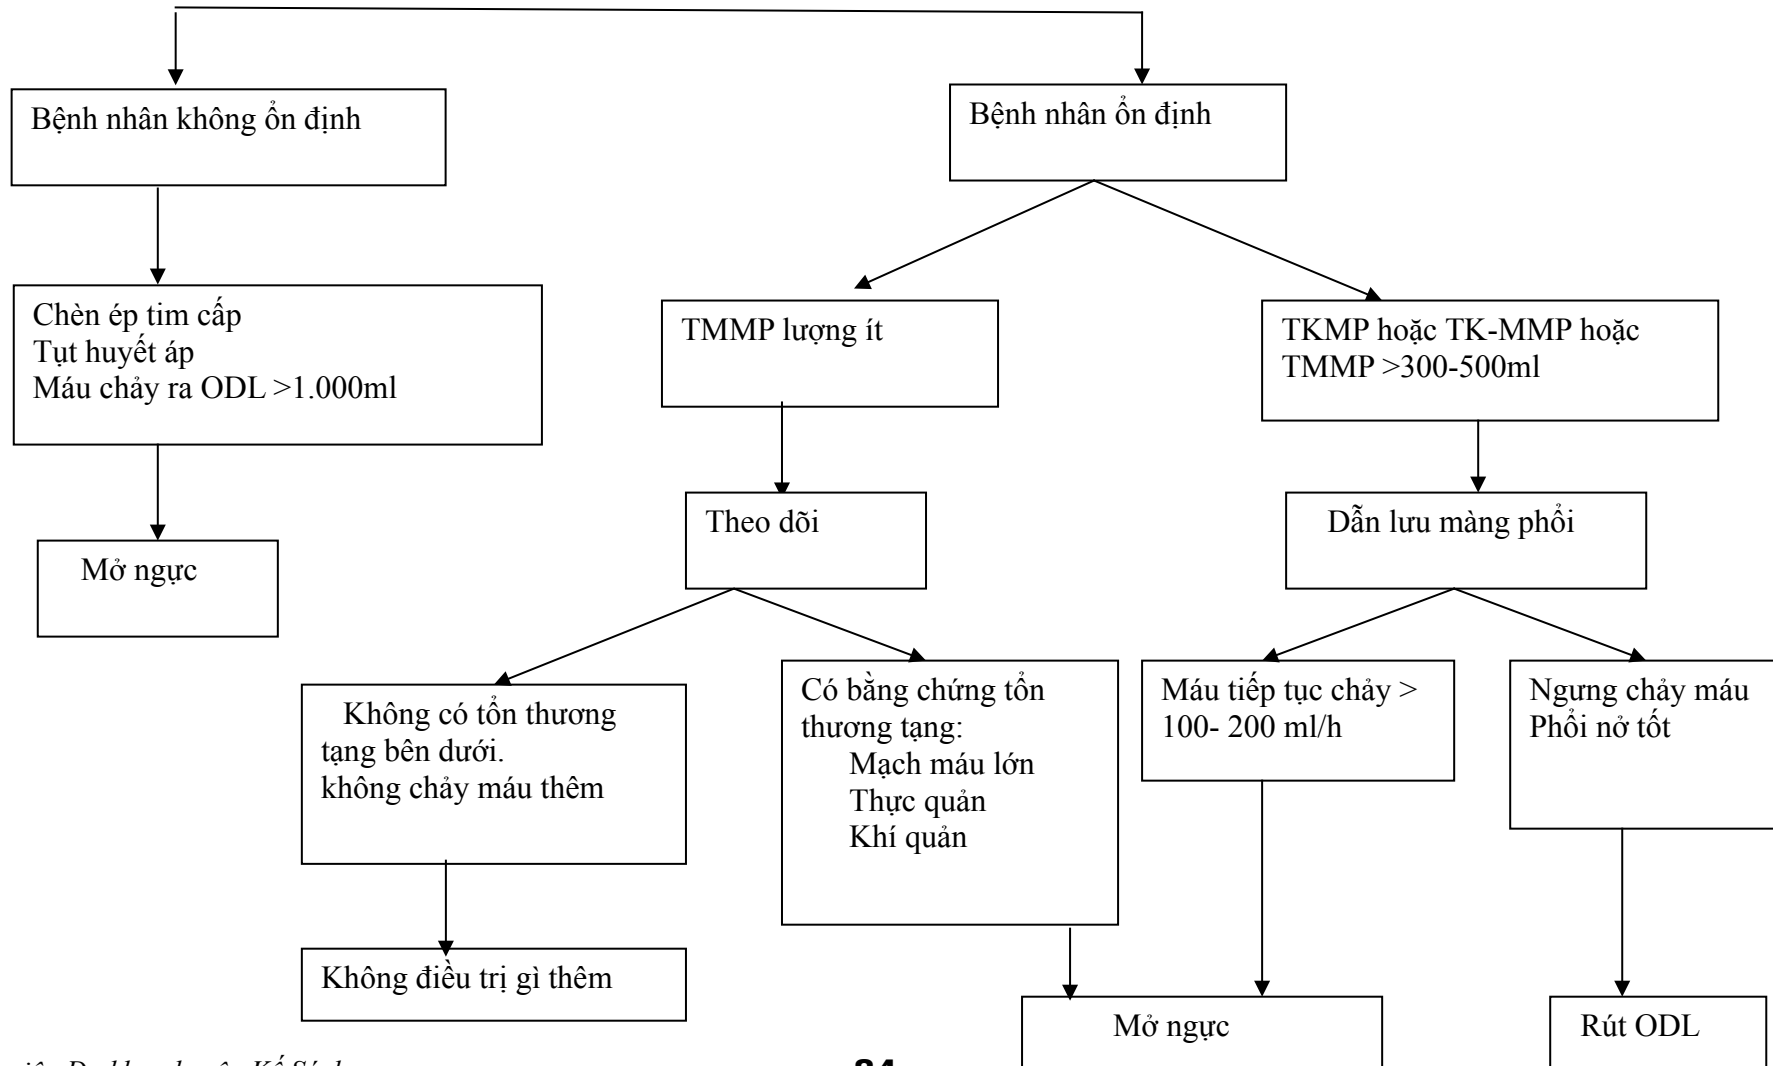 Bệnh nhân không ổn định
Bệnh nhân ổn định
Chèn ép tim cấp
Tụt huyết áp
Máu chảy ra ODL >1.000ml
TMMP lượng ít
TKMP hoặc TK-MMP hoặc
TMMP >300-500ml
Mở ngực
Theo dõi
Dẫn lưu màng phổi
Không có tổn thương
tạng bên dưới.
không chảy máu thêm
Có bằng chứng tổn
thương tạng:
Mạch máu lớn
Thực quản
Khí quản
Máu tiếp tục chảy >
100- 200 ml/h
Ngưng chảy máu
Phổi nở tốt
Không điều trị gì thêm
Mở ngực
Rút ODL